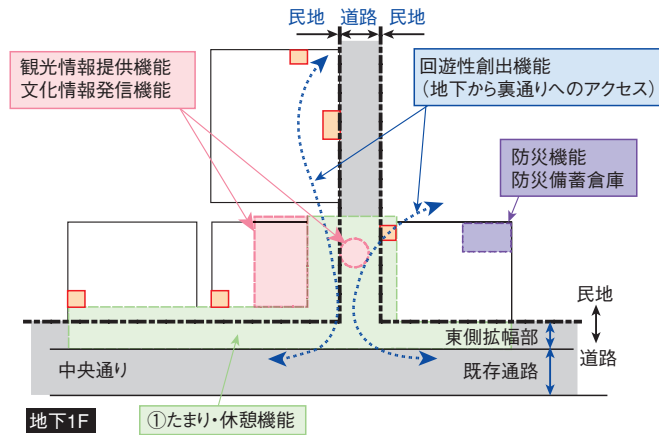 民地 道路 民地
観光情報提供機能
文化情報発信機能
回遊性創出機能
（地下から裏通りへのアクセス）
防災機能
防災備蓄倉庫
民地
東側拡幅部
道路
中央通り
既存通路
地下1F
①たまり・休憩機能